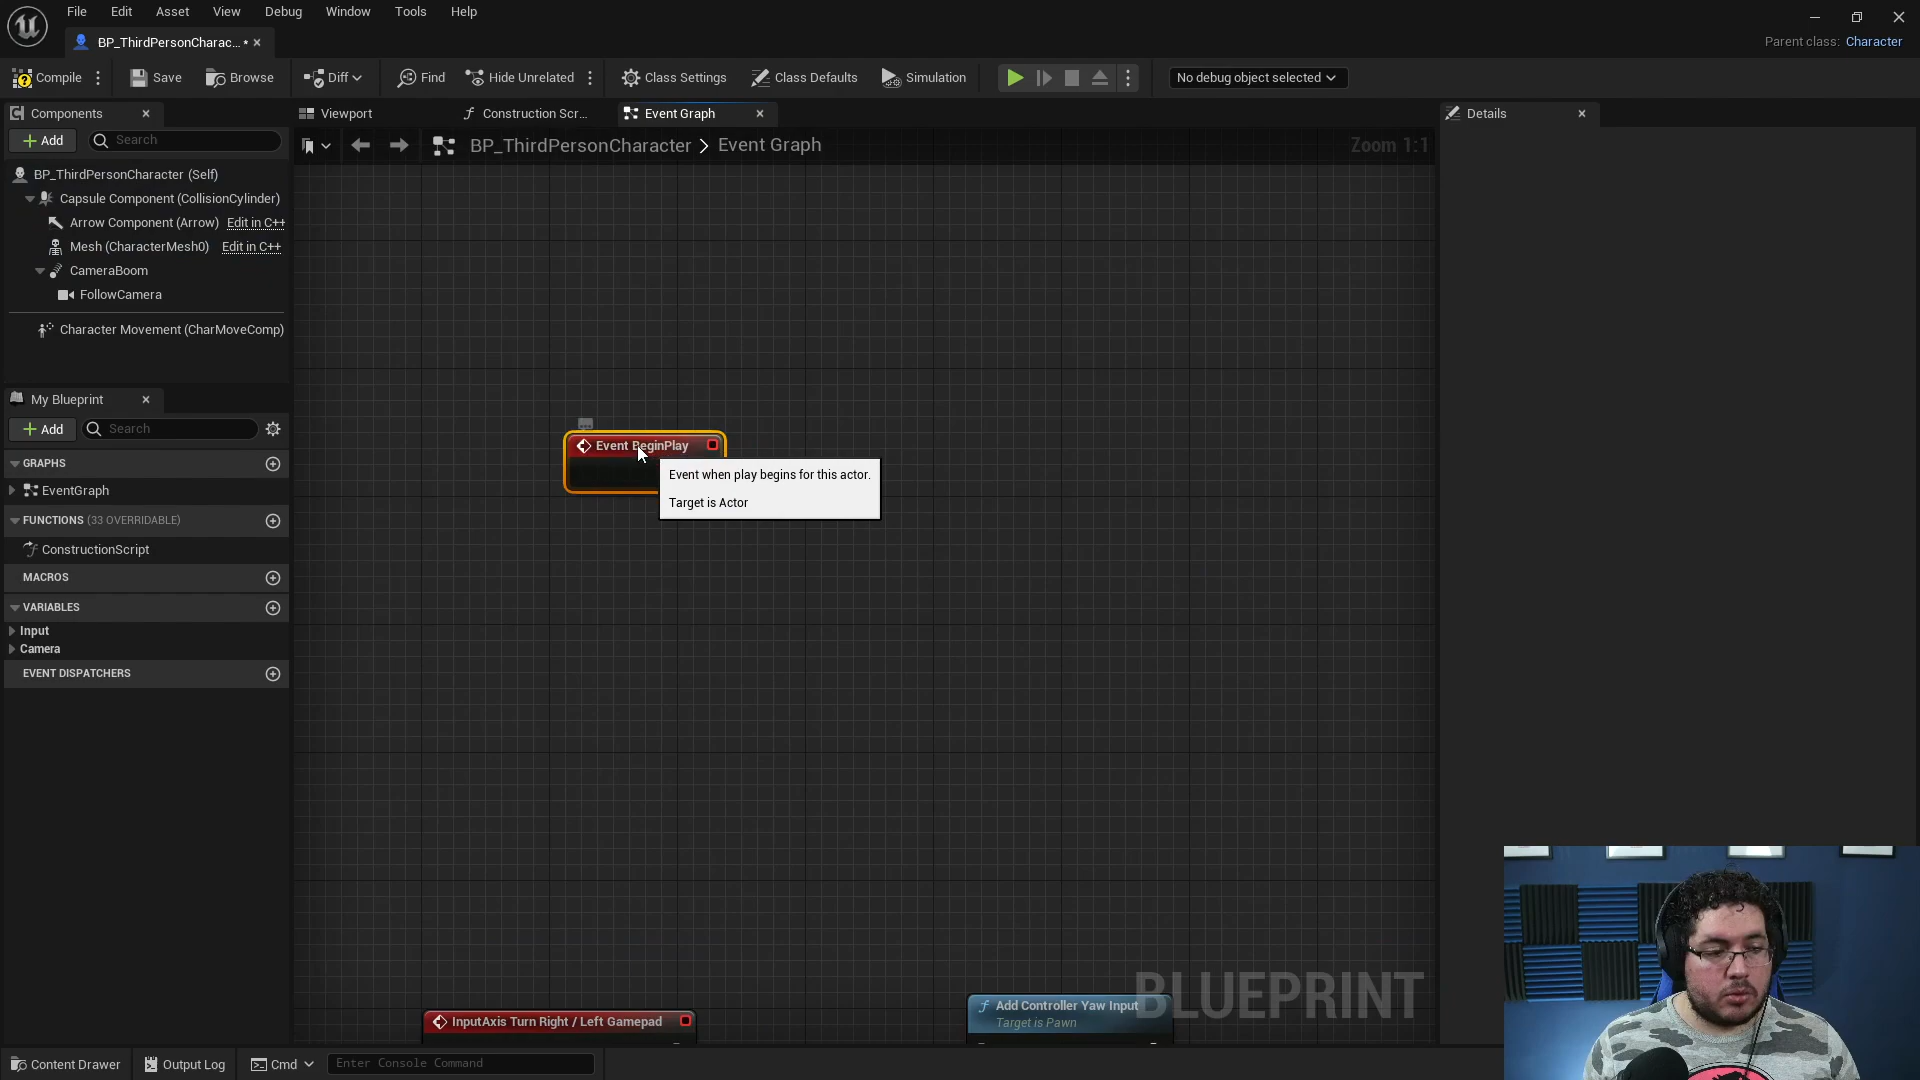 File Edit Asset View Debug Window Tools Help
BP_ThirdPersonCharac... •
Parent class: Character
Compile Save Browse Diff Find Hide Unrelated Class Settings Class Defaults Simulation No debug object selected
Components Viewport Construction Scr... Event Graph Details
Add Search
BP_ThirdPersonCharacter > Event Graph Zoom 1:1
BP_ThirdPersonCharacter (Self)
Capsule Component (CollisionCylinder)
Arrow Component (Arrow) Edit in C++
Mesh (CharacterMesh0) Edit in C++
CameraBoom
FollowCamera
Character Movement (CharMoveComp)
My Blueprint
Add Search
GRAPHS
EventGraph
FUNCTIONS (33 OVERRIDABLE)
ConstructionScript
MACROS
VARIABLES
Input
Camera
EVENT DISPATCHERS
Event BeginPlay
Event when play begins for this actor.
Target is Actor
BLUEPRINT
InputAxis Turn Right / Left Gamepad
Add Controller Yaw Input
Target is Pawn
Content Drawer Output Log Cmd Enter Console Command